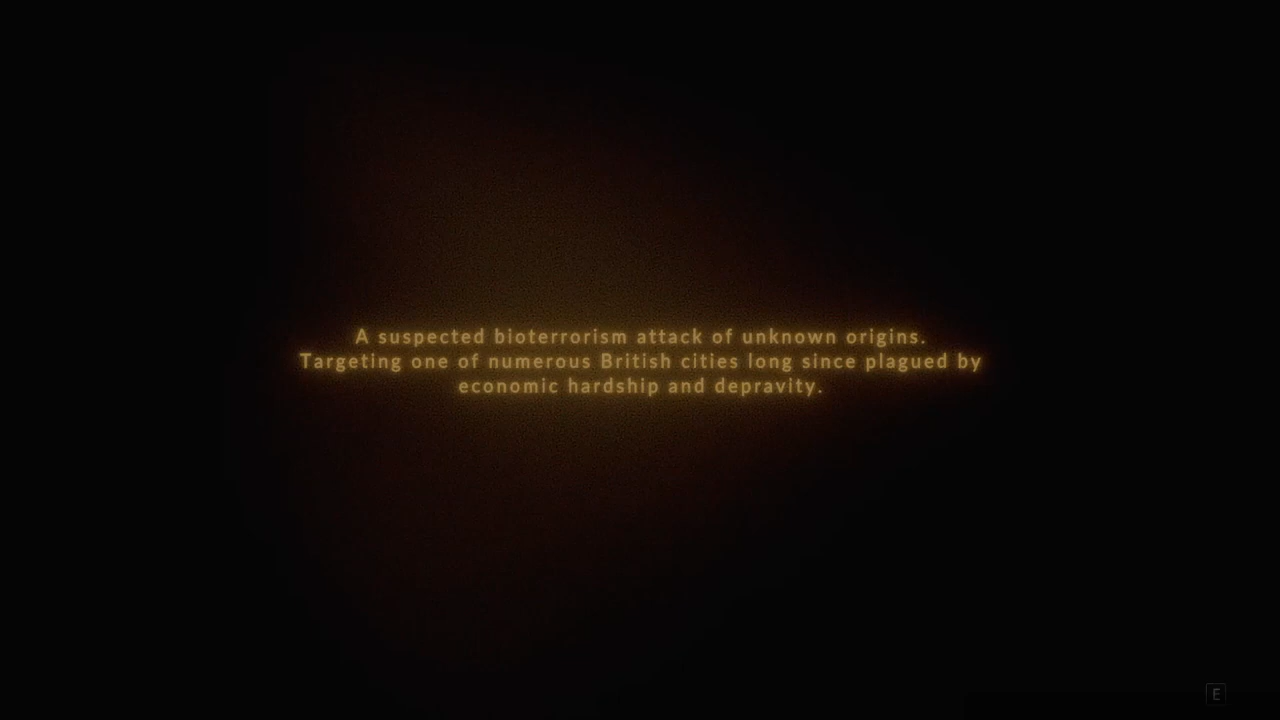 A suspected bioterrorism attack of unknown origins.
Targeting one of numerous British cities long since plagued by
economic hardship and depravity.
E